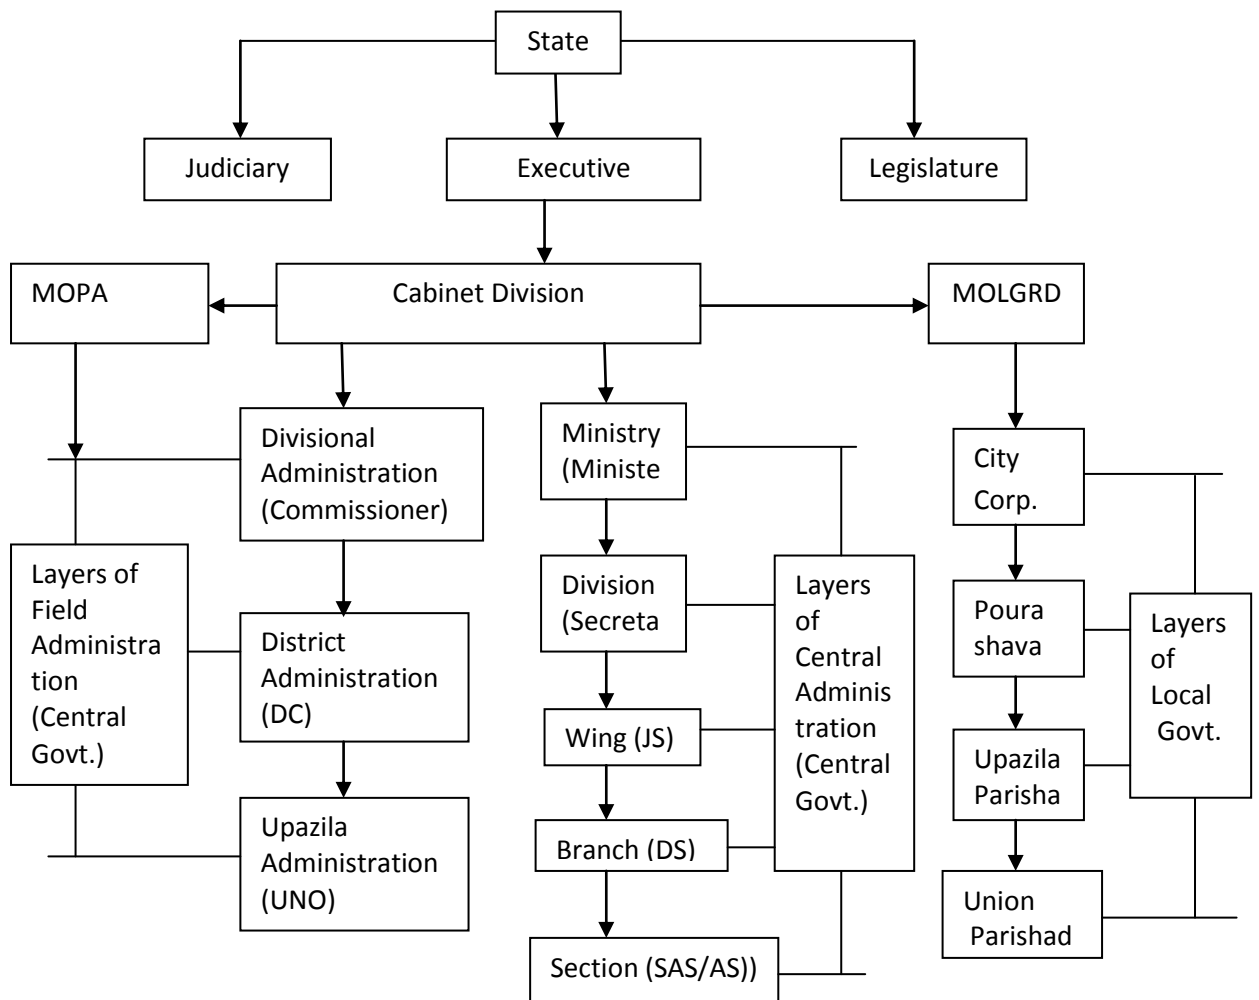 State
Judiciary
Executive
Legislature
MOPA
Cabinet Division
MOLGRD
Divisional
Administration
(Commissioner)
Ministry
(Ministe
City
Corp.
Layers of
Field
Administra
tion
(Central
Govt.)
District
Administration
(DC)
Division
(Secreta
Layers
of
Central
Adminis
tration
(Central
Govt.)
Poura
shava
Layers
of
Local
Govt.
Wing (JS)
Upazila
Parisha
Upazila
Administration
(UNO)
Branch (DS)
Union
Parishad
Section (SAS/AS))